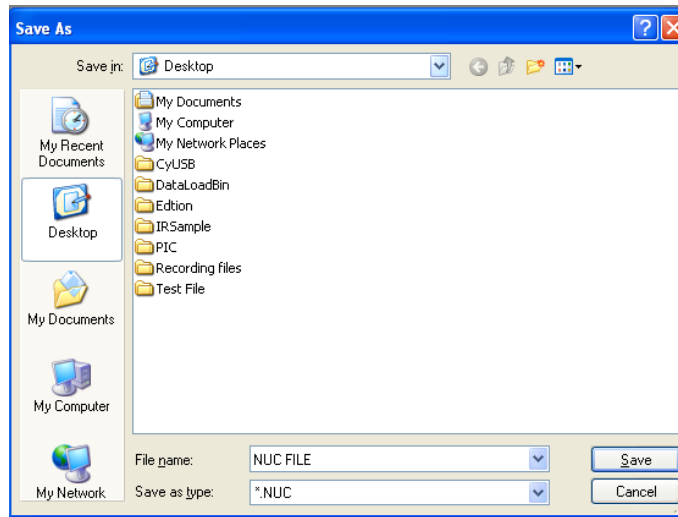 Save As
Save in: Desktop
My Recent
Documents
Desktop
My Documents
My Computer
My Network
My Documents
My Computer
My Network Places
CyUSB
DataLoadBin
Edtion
IRSample
PIC
Recording files
Test File
File name: NUC FILE Save
Save as type: *.NUC Cancel